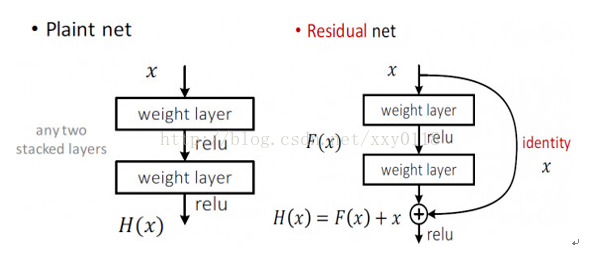 • Plaint net
x
weight layer
any two
stacked layers
relu
weight layer
relu
H(x)
• Residual net
x
weight layer
F(x)
relu
weight layer
identity
x
H(x) = F(x) + x
relu